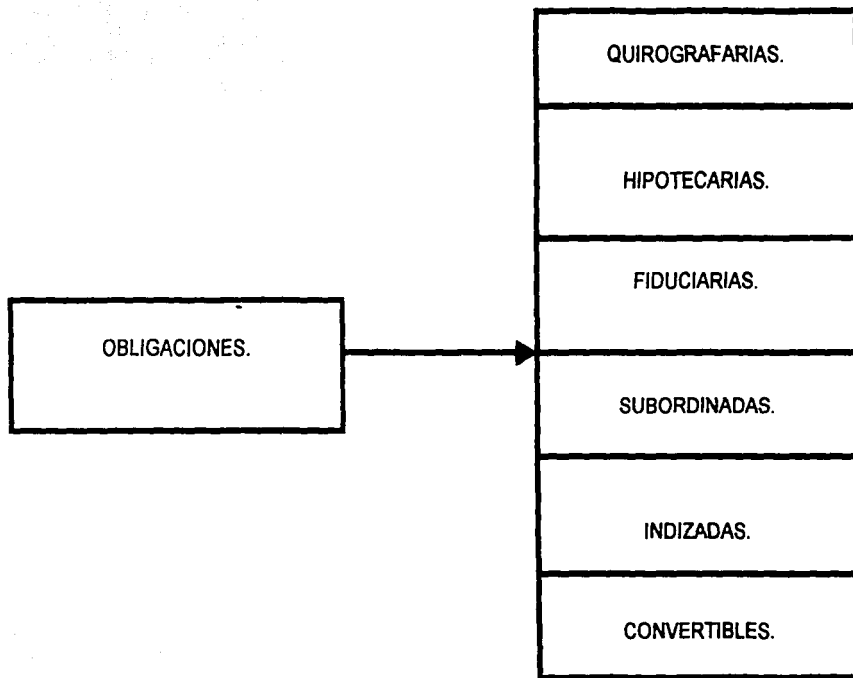 OBLIGACIONES.
QUIROGRAFARIAS.
HIPOTECARIAS.
FIDUCIARIAS.
SUBORDINADAS.
INDIZADAS.
CONVERTIBLES.